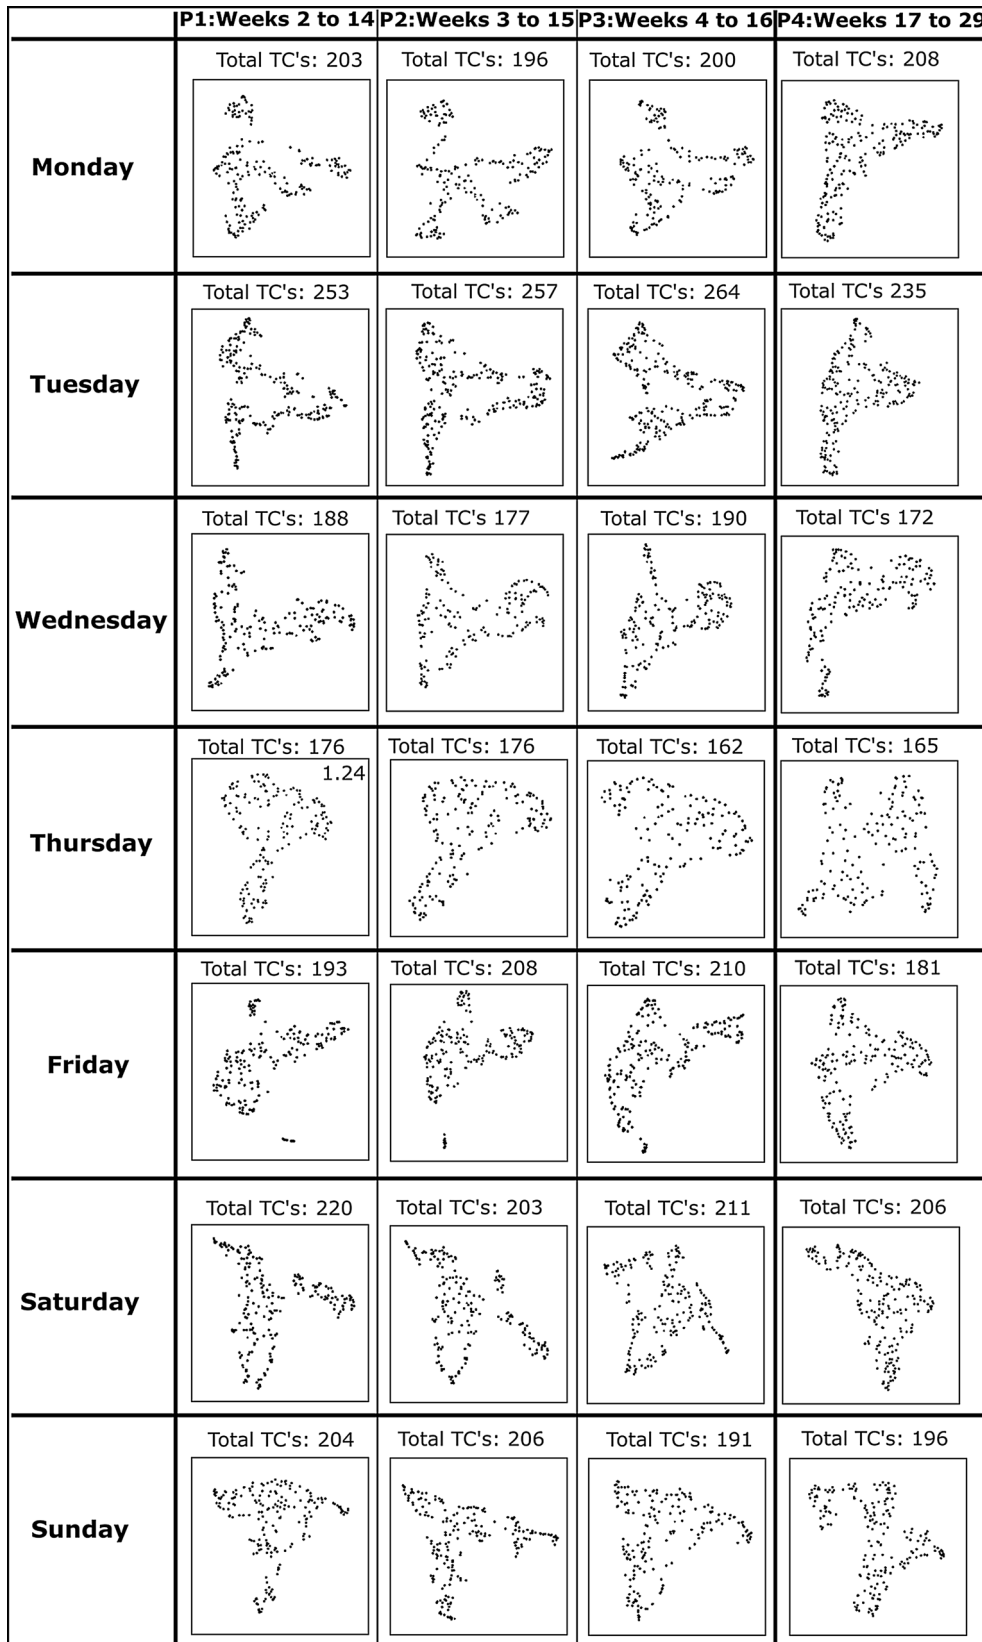 P1:Weeks 2 to 14 P2:Weeks 3 to 15 P3:Weeks 4 to 16 P4:Weeks 17 to 29
Total TC's: 203 Total TC's: 196 Total TC's: 200 Total TC's: 208
Monday
Total TC's: 253 Total TC's: 257 Total TC's: 264 Total TC's 235
Tuesday
Total TC's: 188 Total TC's 177 Total TC's: 190 Total TC's 172
Wednesday
Total TC's: 176 Total TC's: 176 Total TC's: 162 Total TC's: 165
1.24
Thursday
Total TC's: 193 Total TC's: 208 Total TC's: 210 Total TC's: 181
Friday
Total TC's: 220 Total TC's: 203 Total TC's: 211 Total TC's: 206
Saturday
Total TC's: 204 Total TC's: 206 Total TC's: 191 Total TC's: 196
Sunday